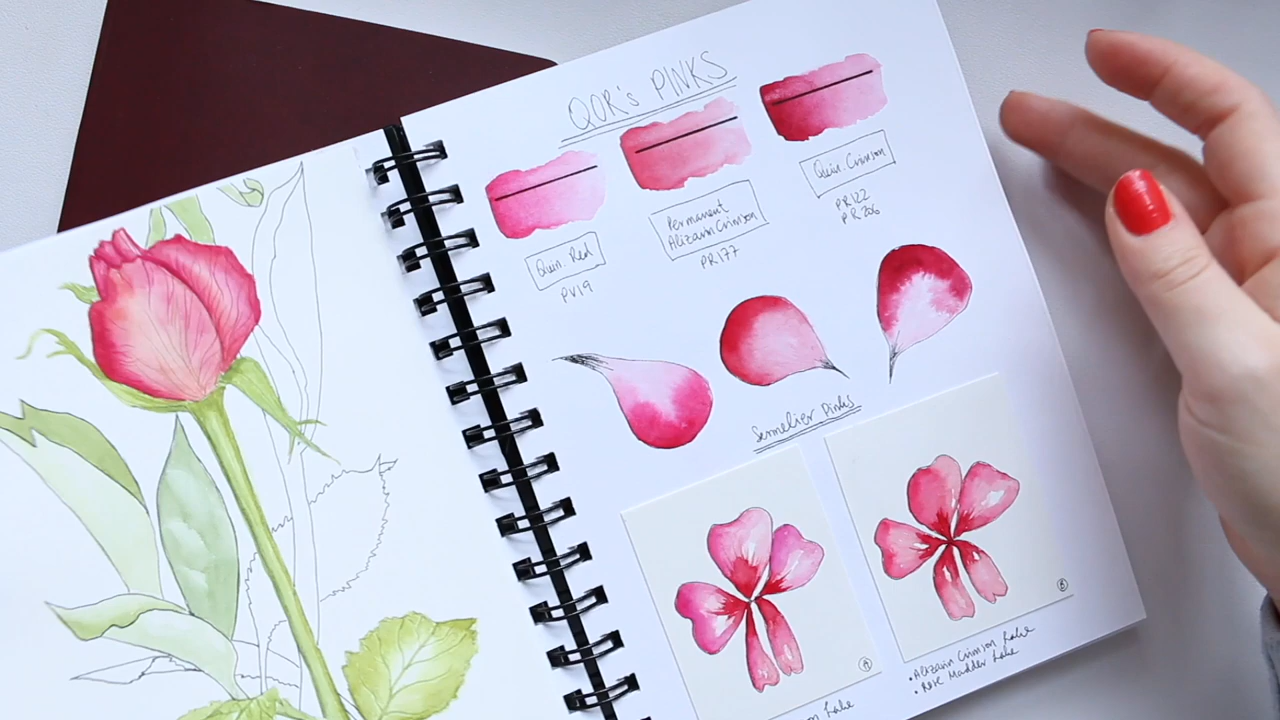 QOR's PINKS
Quin. Red
PV19
Permanent
Alizarin Crimson
PR177
Quin. Crimson
PR122
PR206
Sennelier Pinks
A
B
• Alizarin Crimson Lake
• Rose Madder Lake
Lake